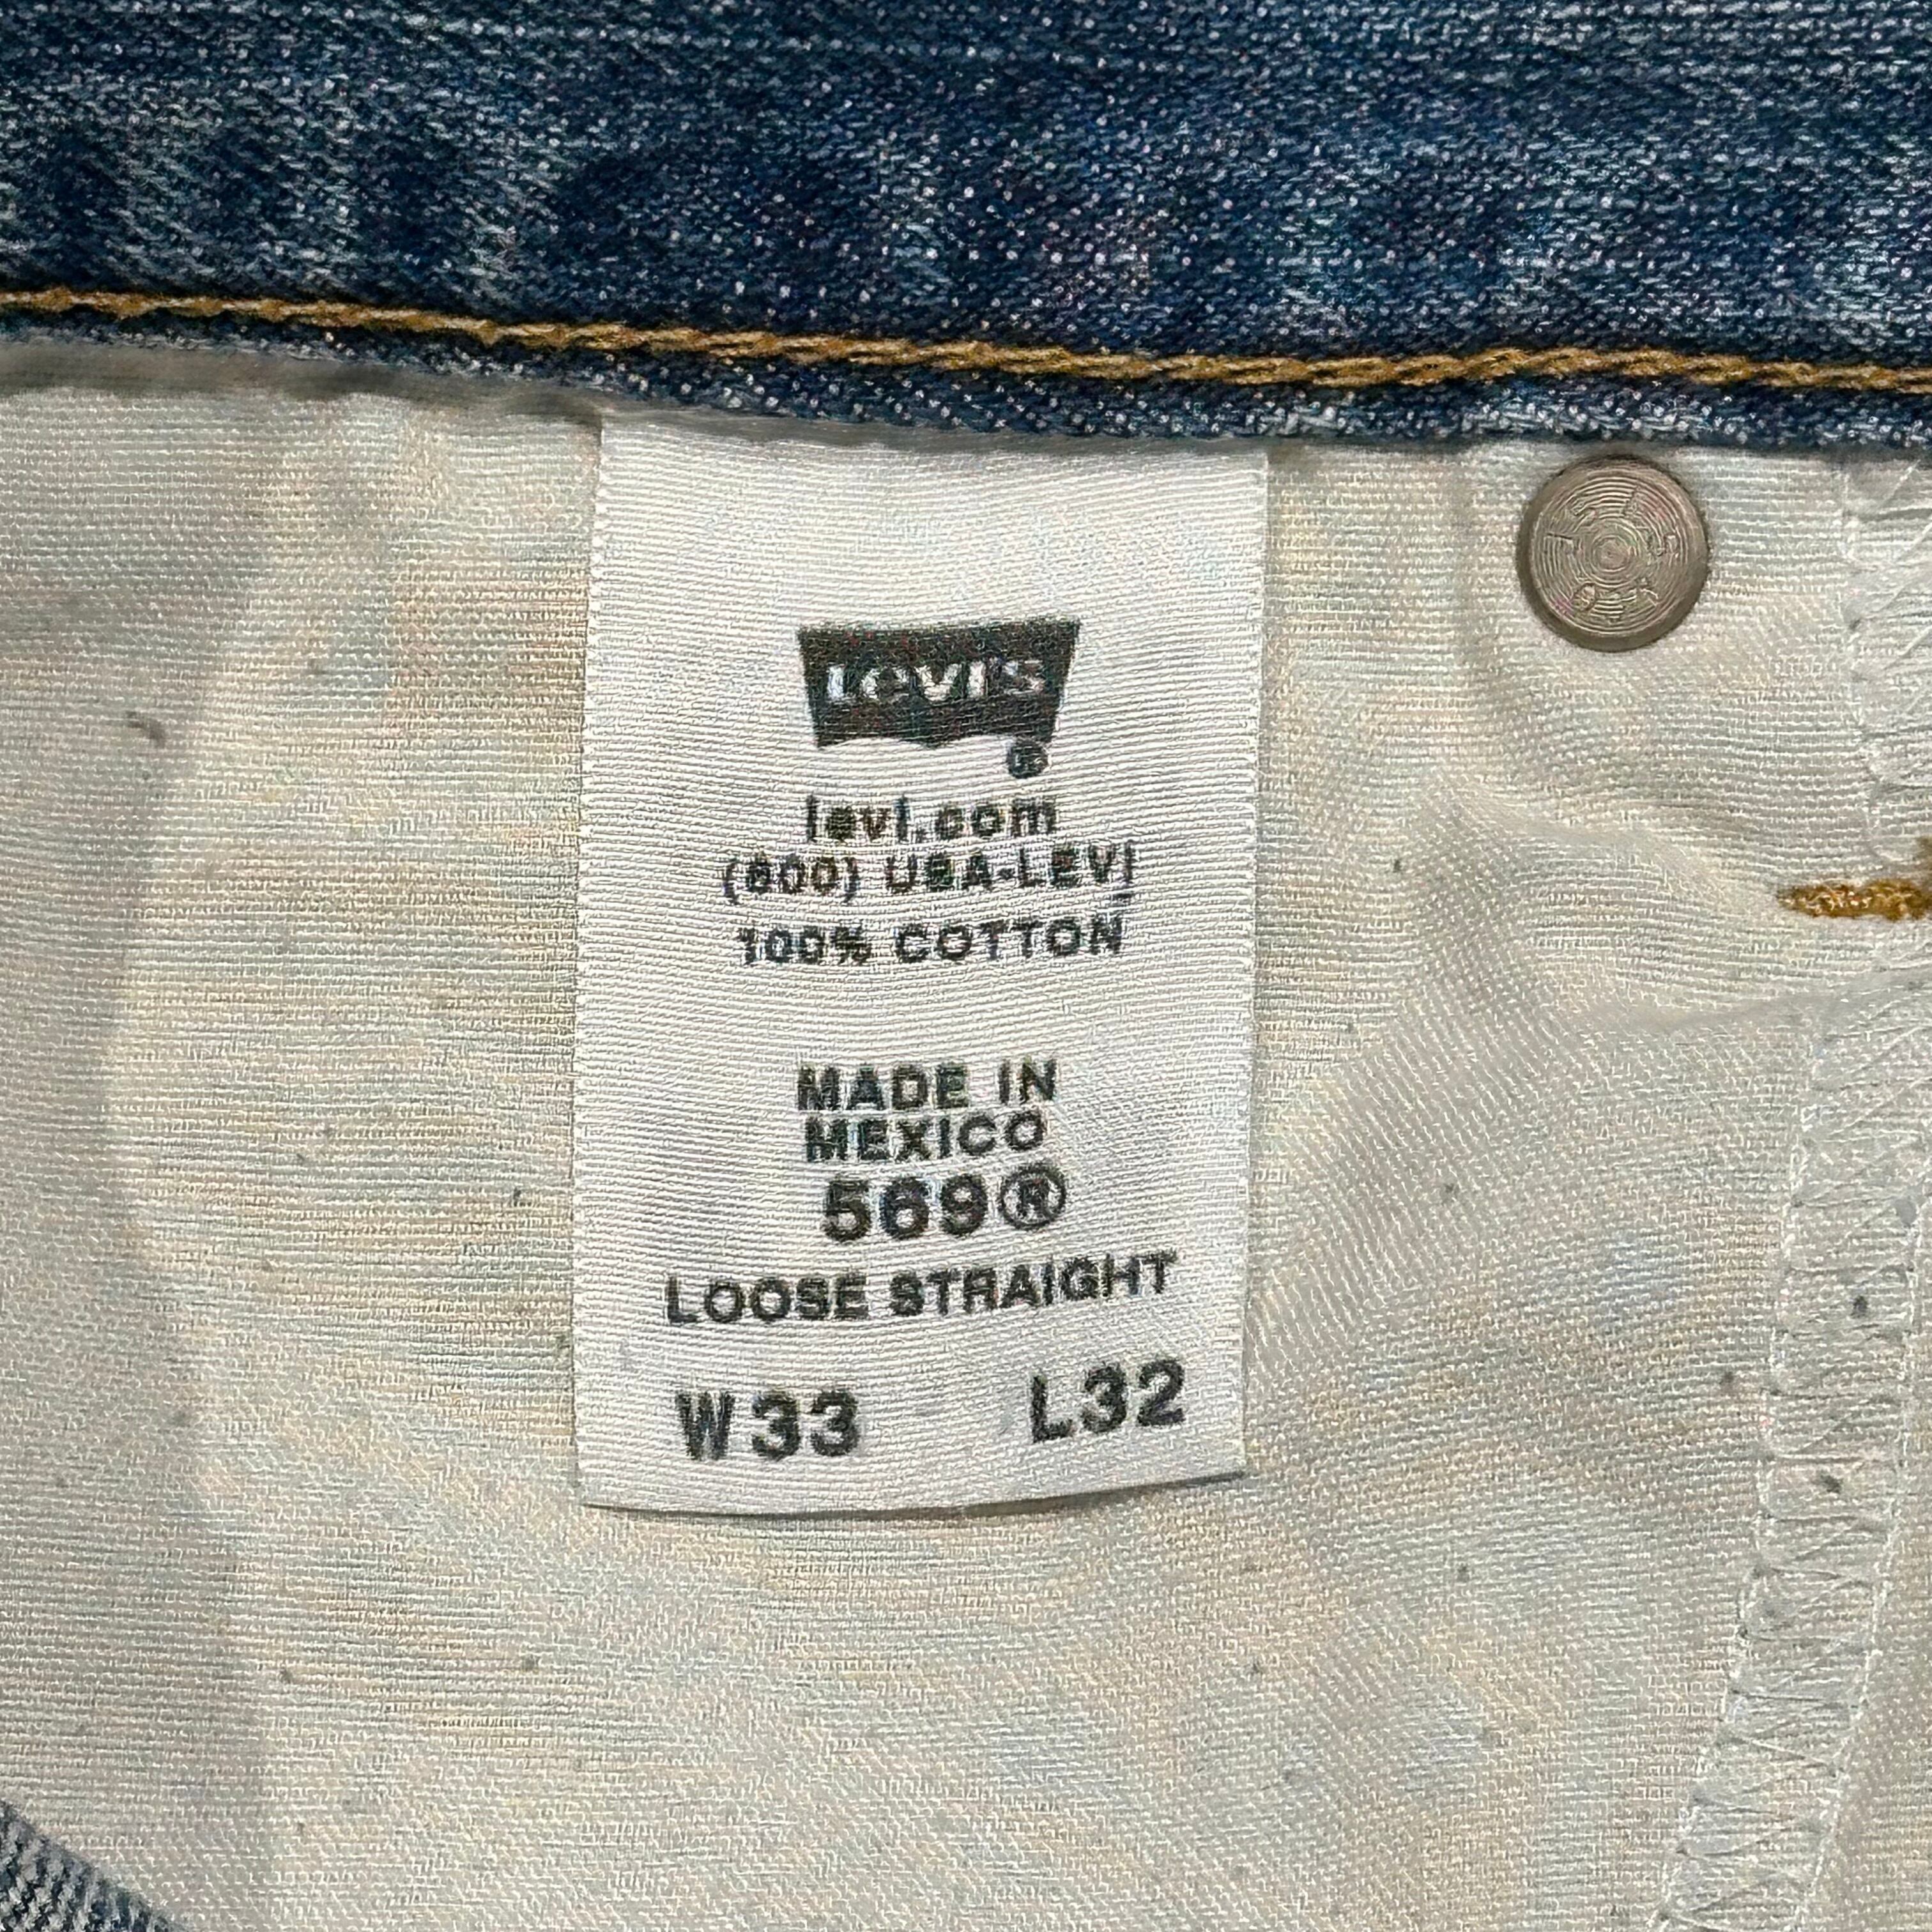 Levi's
®
levi.com
(800) USA-LEVI
100% COTTON
MADE IN
MEXICO
569®
LOOSE STRAIGHT
W33 L32